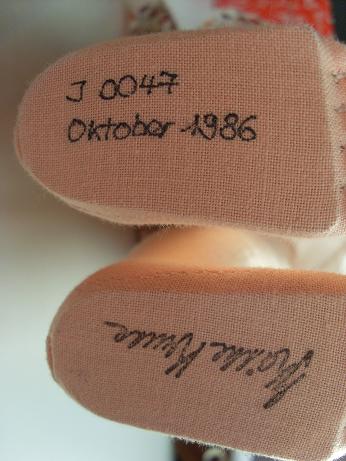 J 0047
Oktober 1986
Käthe Kruse